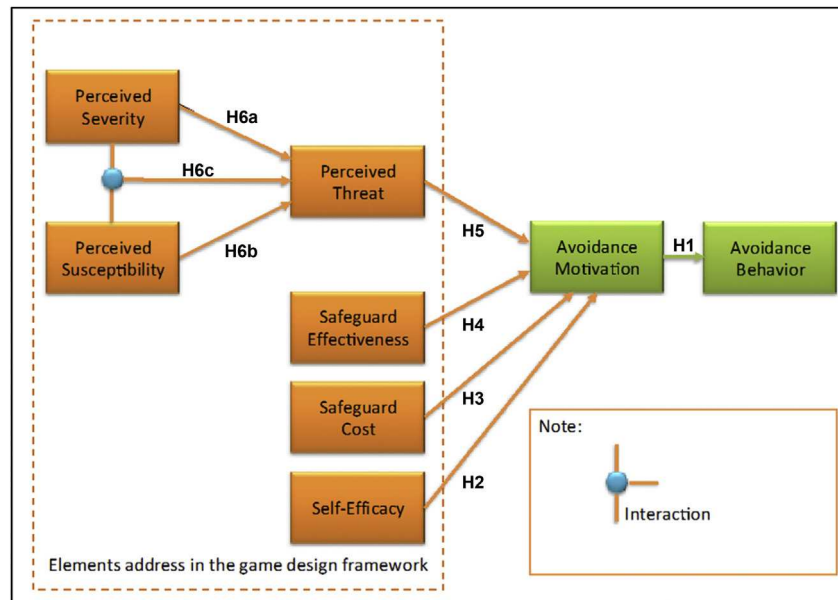 Perceived
Severity
H6a
H6c
Perceived
Threat
Perceived
Susceptibility
H6b
H5
Avoidance
Motivation
H1
Avoidance
Behavior
Safeguard
Effectiveness
H4
Safeguard
Cost
H3
Self-Efficacy
H2
Elements address in the game design framework
Note:
Interaction